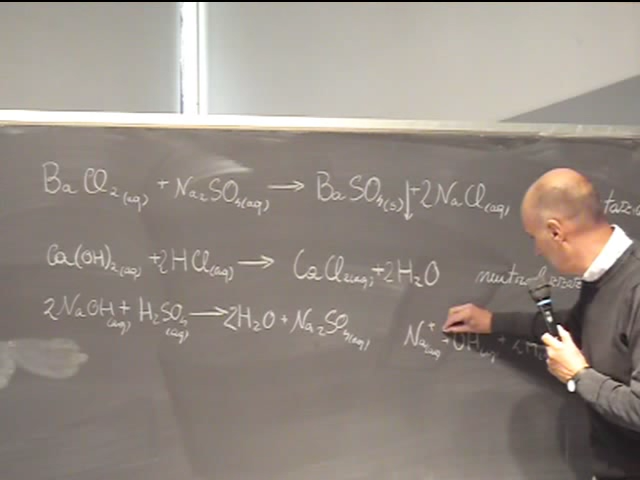 BaCl₂(aq) + Na₂SO₄(aq) → BaSO₄(s)↓ + 2NaCl(aq)
Ca(OH)₂(aq) + 2HCl(aq) → CaCl₂(aq) + 2H₂O
2NaOH(aq) + H₂SO₄(aq) → 2H₂O + Na₂SO₄(aq)
Na⁺(aq) + OH(aq) +